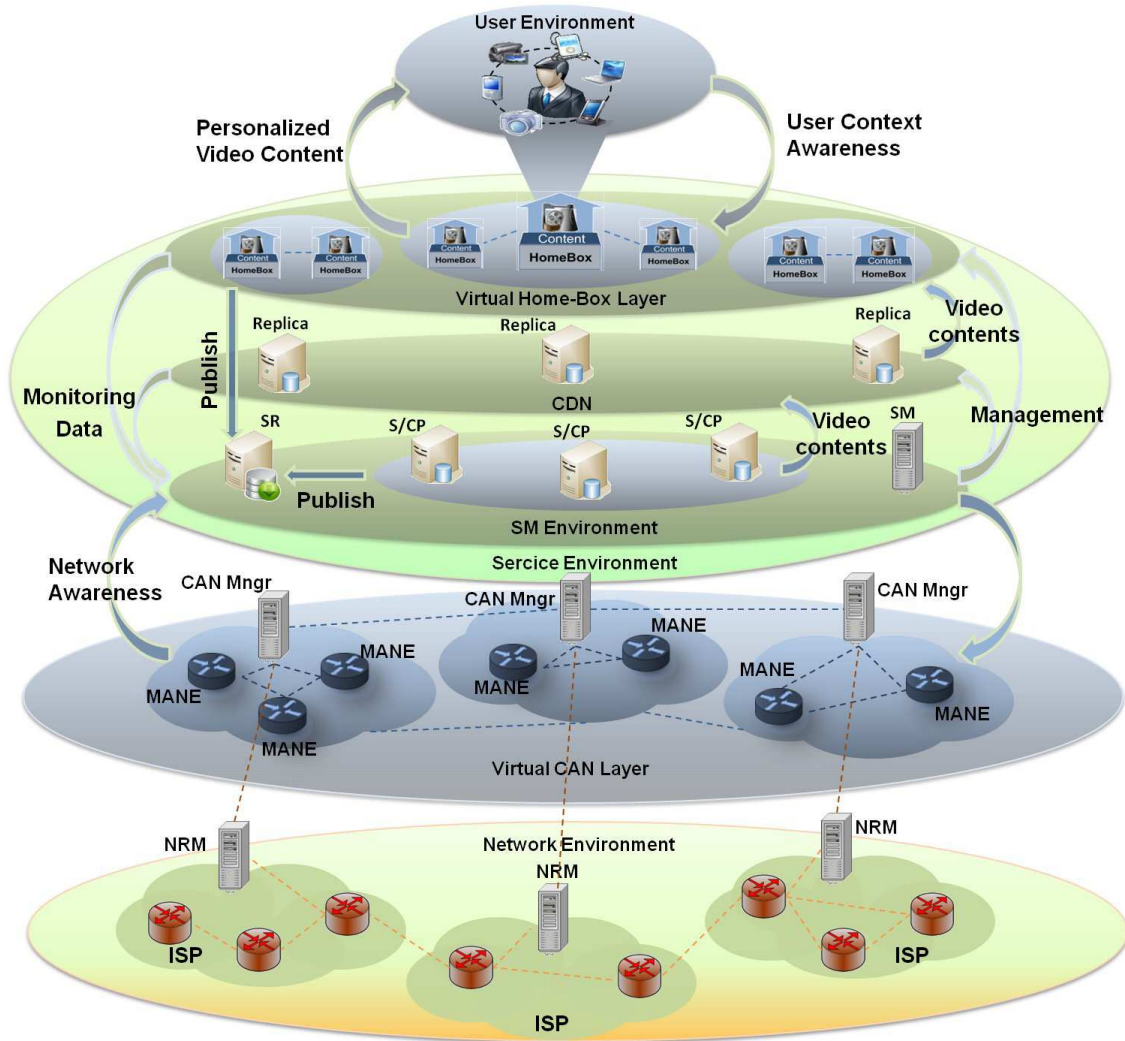 User Environment
Personalized
Video Content
User Context
Awareness
Content
HomeBox
Content
HomeBox
Content
HomeBox
Content
HomeBox
Content
HomeBox
Content
HomeBox
Content
HomeBox
Virtual Home-Box Layer
Video
contents
Replica
Replica
Replica
Publish
Monitoring
Data
CDN
Management
SR
S/CP
S/CP
S/CP
Video
contents
SM
Publish
SM Environment
Network
Awareness
Sercice Environment
CAN Mngr
CAN Mngr
CAN Mngr
MANE
MANE
MANE
MANE
MANE
MANE
MANE
Virtual CAN Layer
NRM
Network Environment
NRM
NRM
ISP
ISP
ISP